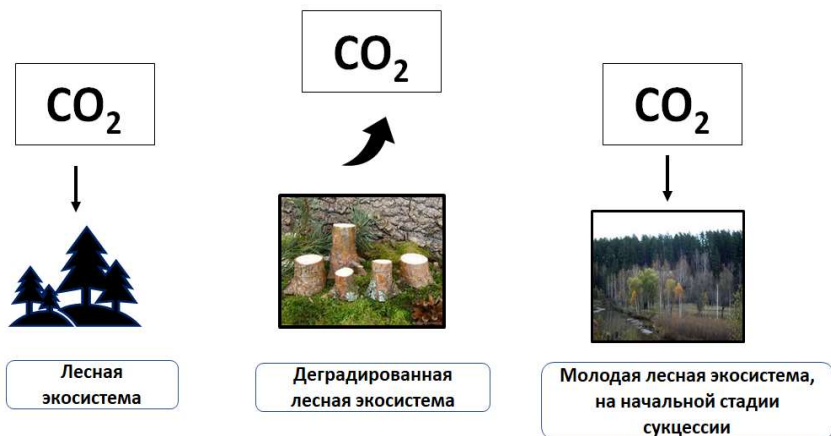 CO₂
CO₂
CO₂
Лесная
экосистема
Деградированная
лесная экосистема
Молодая лесная экосистема,
на начальной стадии
сукцессии